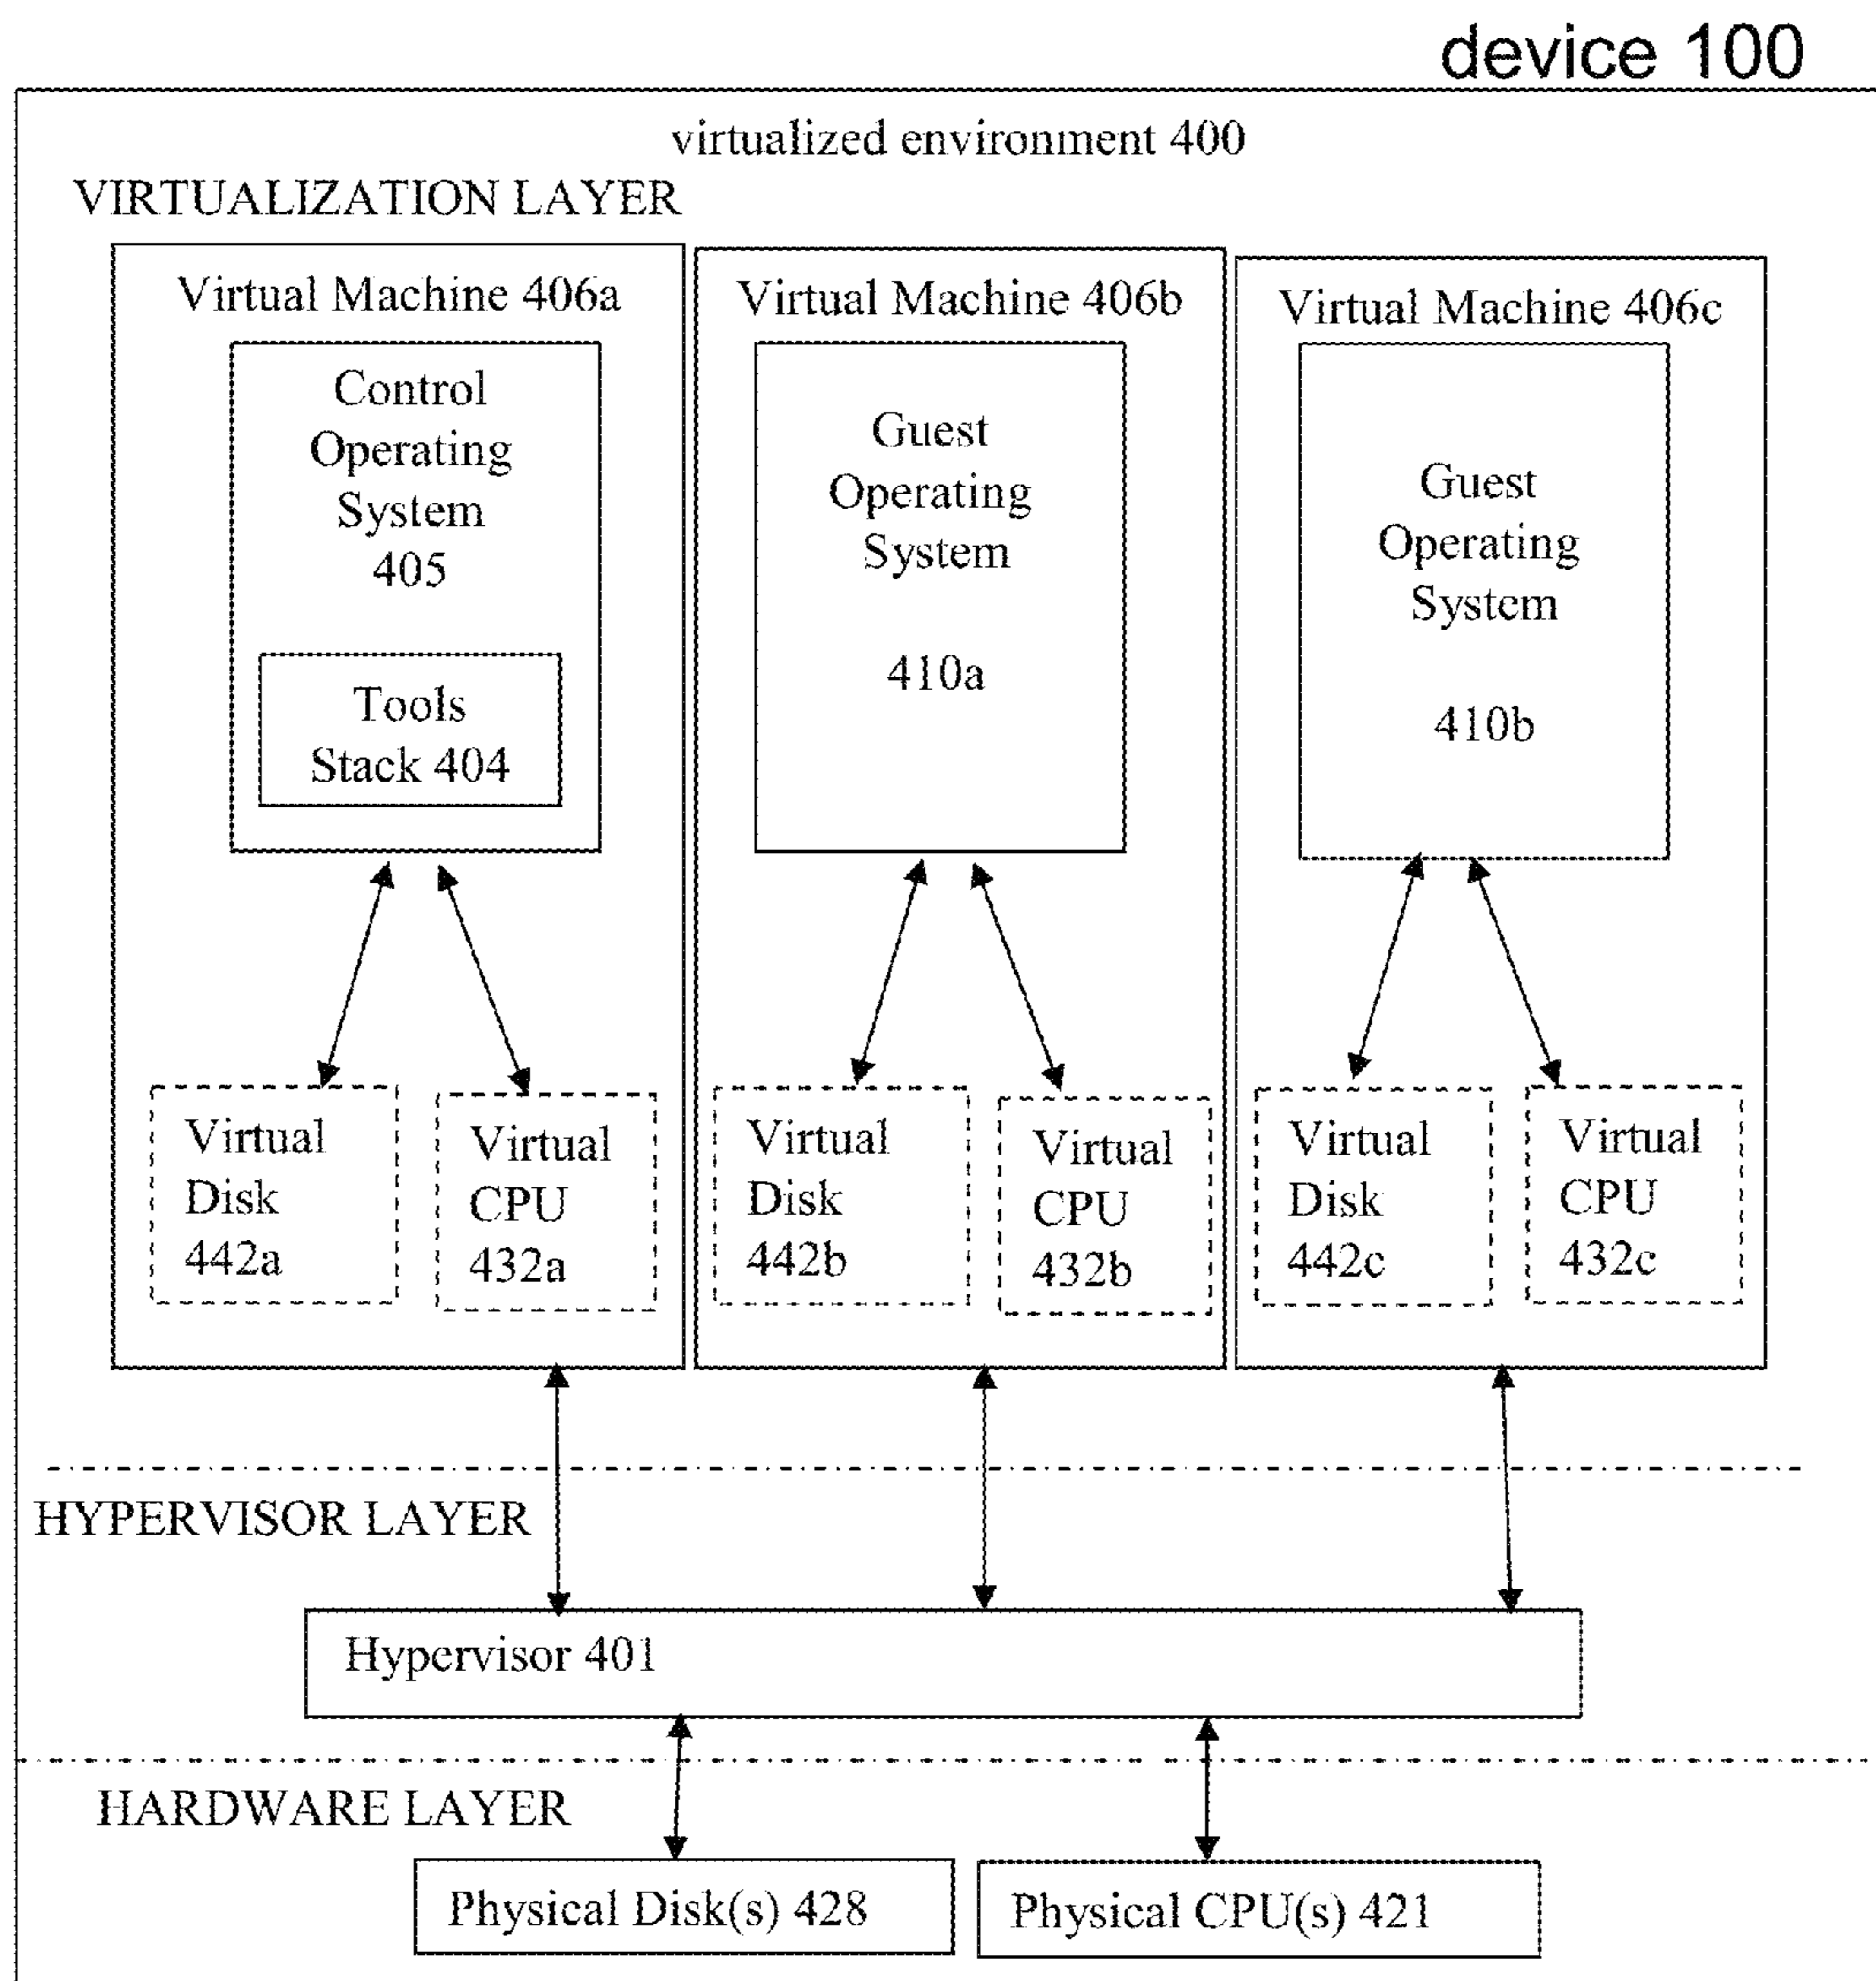 device 100
virtualized environment 400
VIRTUALIZATION LAYER
Virtual Machine 406a
Control
Operating
System
405
Tools
Stack 404
Virtual
Disk
442a
Virtual
CPU
432a
Virtual Machine 406b
Guest
Operating
System
410a
Virtual
Disk
442b
Virtual
CPU
432b
Virtual Machine 406c
Guest
Operating
System
410b
Virtual
Disk
442c
Virtual
CPU
432c
HYPERVISOR LAYER
Hypervisor 401
HARDWARE LAYER
Physical Disk(s) 428
Physical CPU(s) 421